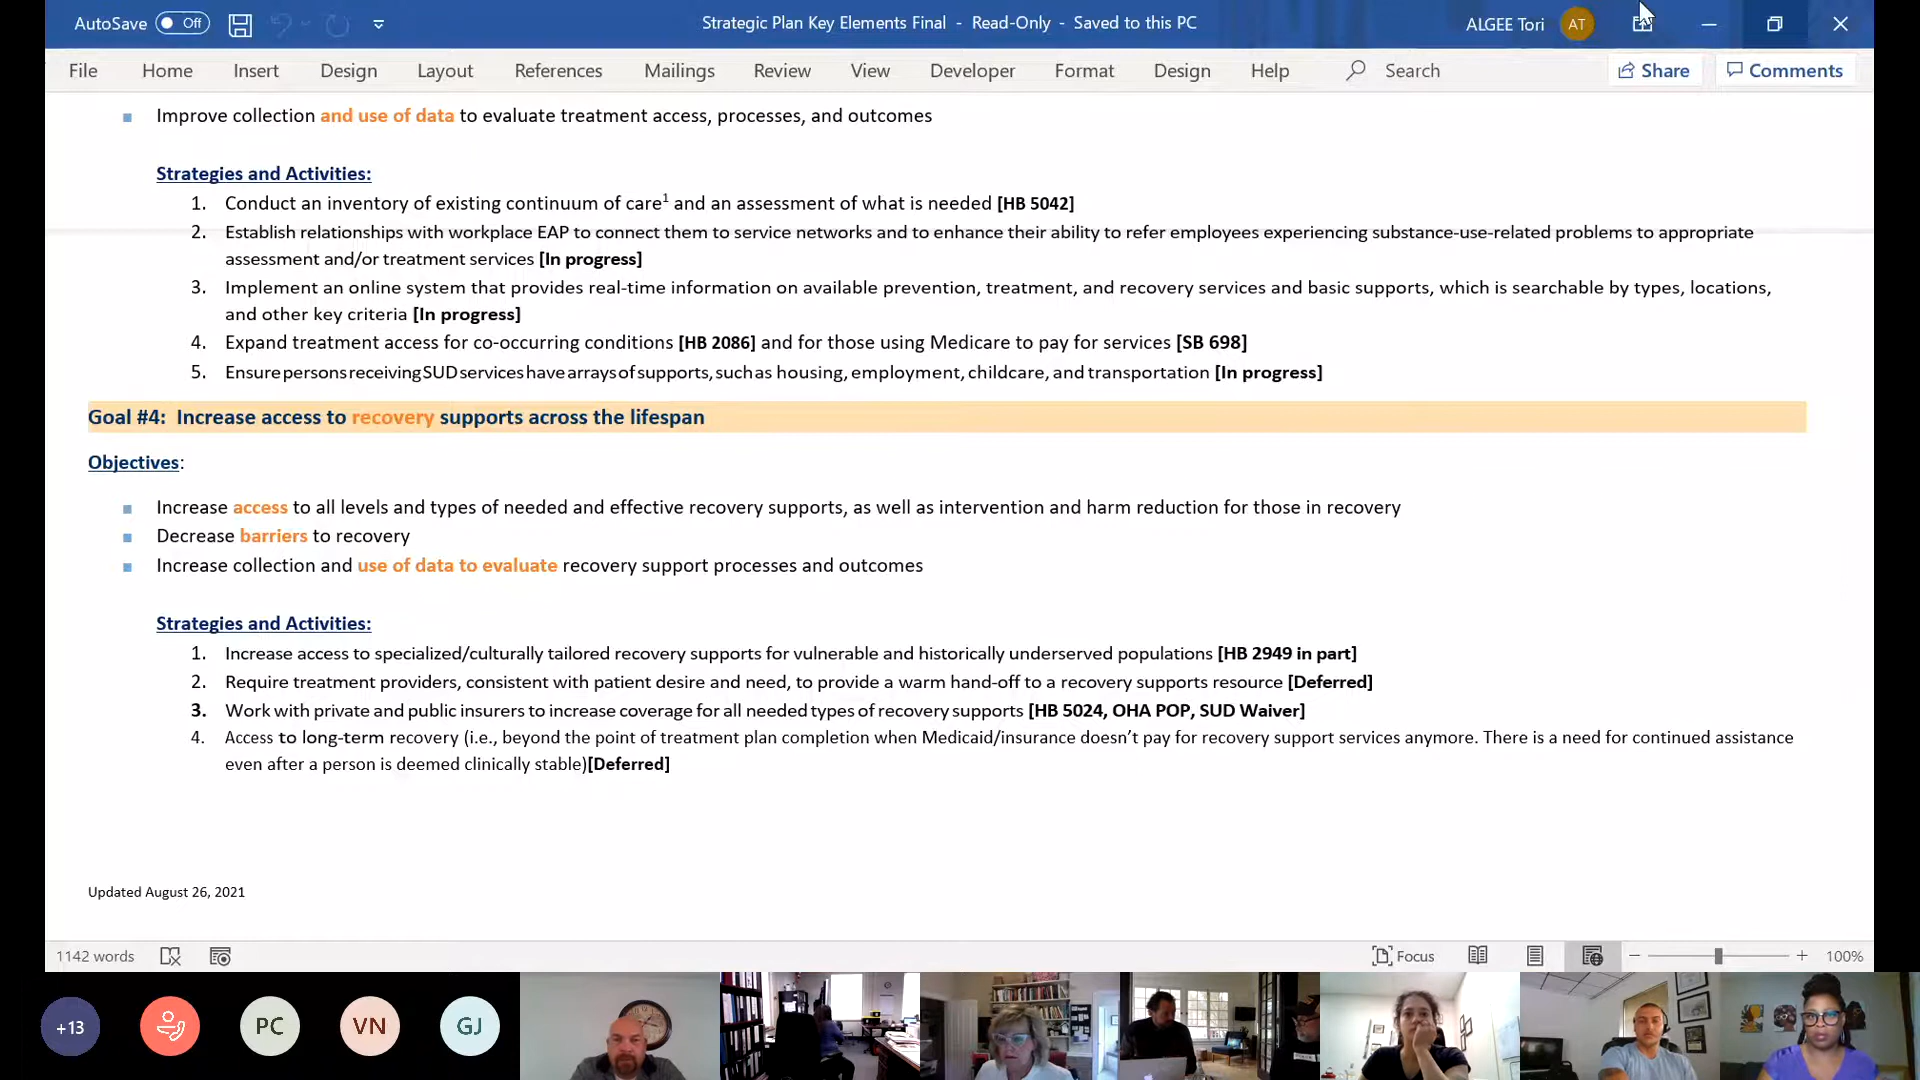 AutoSave Off Strategic Plan Key Elements Final - Read-Only - Saved to this PC ALGEE Tori AT
File Home Insert Design Layout References Mailings Review View Developer Format Design Help Search Share Comments
Improve collection and use of data to evaluate treatment access, processes, and outcomes
Strategies and Activities:
1. Conduct an inventory of existing continuum of care1 and an assessment of what is needed [HB 5042]
2. Establish relationships with workplace EAP to connect them to service networks and to enhance their ability to refer employees experiencing substance-use-related problems to appropriate
assessment and/or treatment services [In progress]
3. Implement an online system that provides real-time information on available prevention, treatment, and recovery services and basic supports, which is searchable by types, locations,
and other key criteria [In progress]
4. Expand treatment access for co-occurring conditions [HB 2086] and for those using Medicare to pay for services [SB 698]
5. Ensure persons receiving SUD services have arrays of supports, such as housing, employment, childcare, and transportation [In progress]
Goal #4: Increase access to recovery supports across the lifespan
Objectives:
Increase access to all levels and types of needed and effective recovery supports, as well as intervention and harm reduction for those in recovery
Decrease barriers to recovery
Increase collection and use of data to evaluate recovery support processes and outcomes
Strategies and Activities:
1. Increase access to specialized/culturally tailored recovery supports for vulnerable and historically underserved populations [HB 2949 in part]
2. Require treatment providers, consistent with patient desire and need, to provide a warm hand-off to a recovery supports resource [Deferred]
3. Work with private and public insurers to increase coverage for all needed types of recovery supports [HB 5024, OHA POP, SUD Waiver]
4. Access to long-term recovery (i.e., beyond the point of treatment plan completion when Medicaid/insurance doesn't pay for recovery support services anymore. There is a need for continued assistance
even after a person is deemed clinically stable)[Deferred]
Updated August 26, 2021
1142 words Focus 100%
+13 PC VN GJ